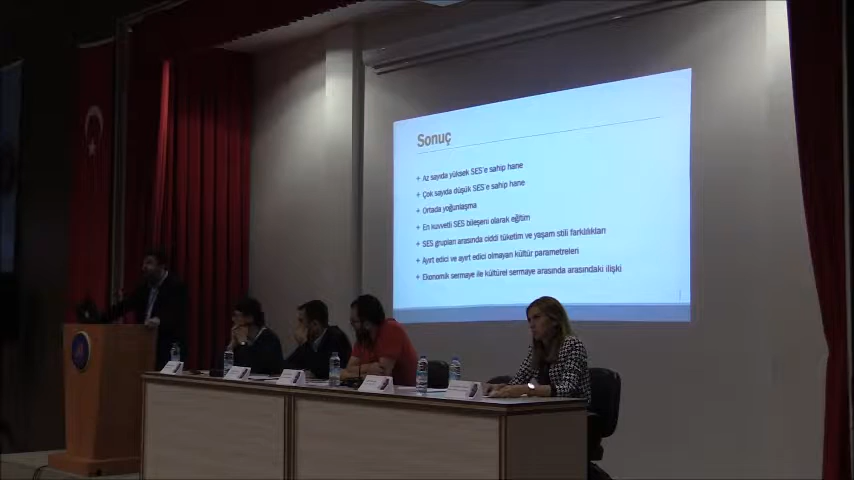 Sonuç
+ Az sayıda yüksek SES'e sahip hane
+ Çok sayıda düşük SES'e sahip hane
+ Ortada yoğunlaşma
+ En kuvvetli SES bileşeni olarak eğitim
+ SES grupları arasında ciddi tüketim ve yaşam stili farklılıkları
+ Ayırt edici ve ayırt edici olmayan kültür parametreleri
+ Ekonomik sermaye ile kültürel sermaye arasında arasındaki ilişki